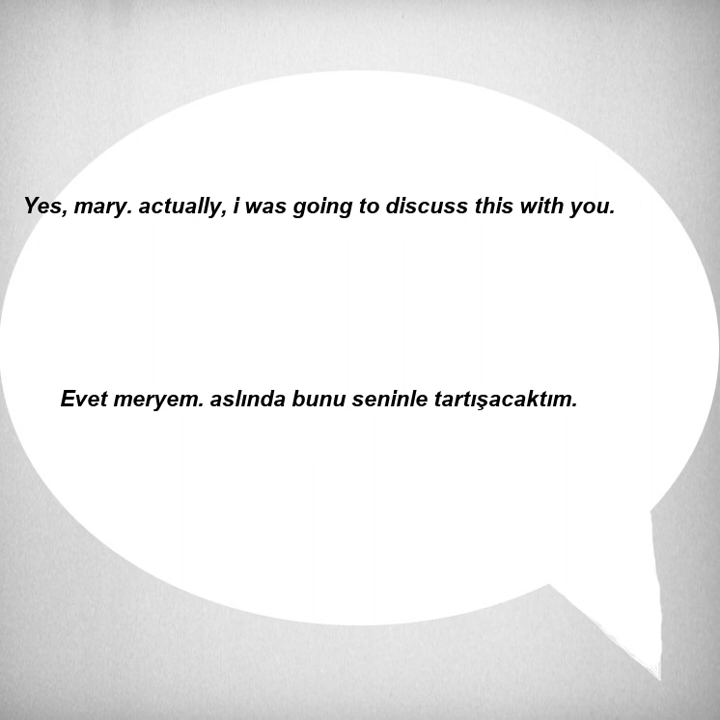 Yes, mary. actually, i was going to discuss this with you.
Evet meryem. aslında bunu seninle tartışacaktım.